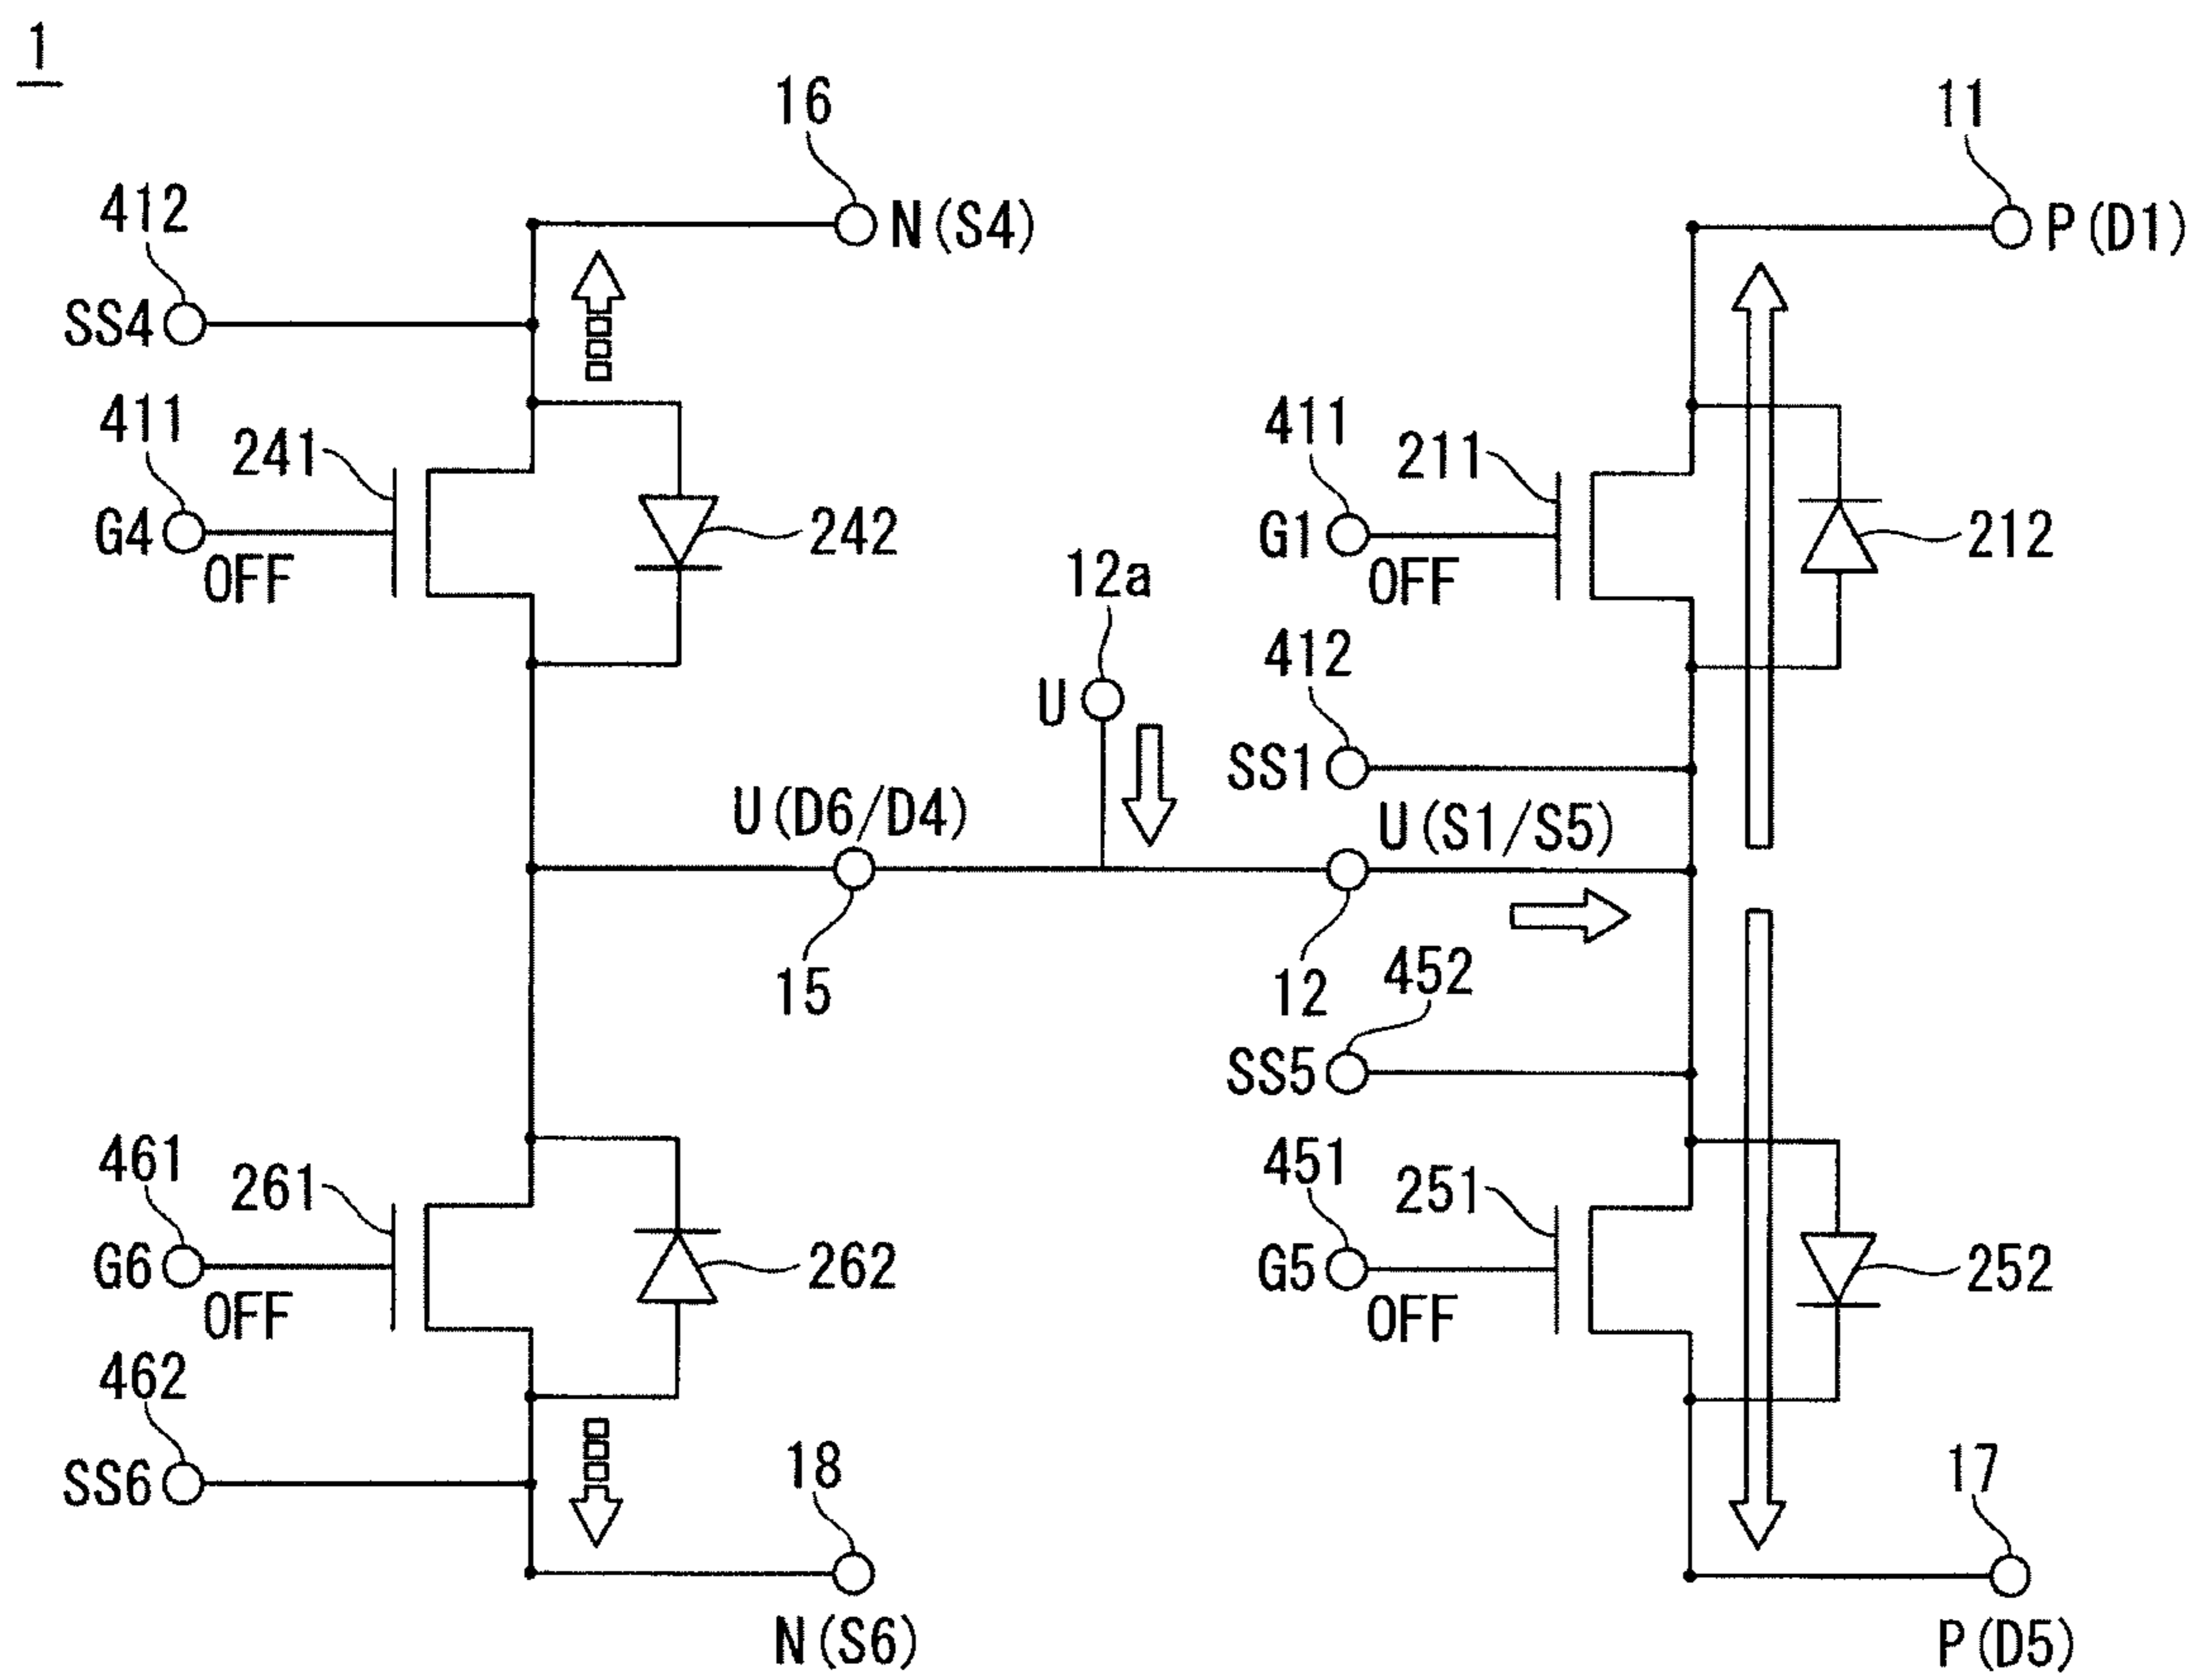 1
16
11
412
N(S4)
P(D1)
SS4
411
241
411
211
G4
242
12a
G1
212
OFF
OFF
412
U
SS1
U(D6/D4)
U(S1/S5)
15
12
452
SS5
461
261
451
251
G6
262
G5
252
OFF
OFF
462
18
17
SS6
N(S6)
P(D5)